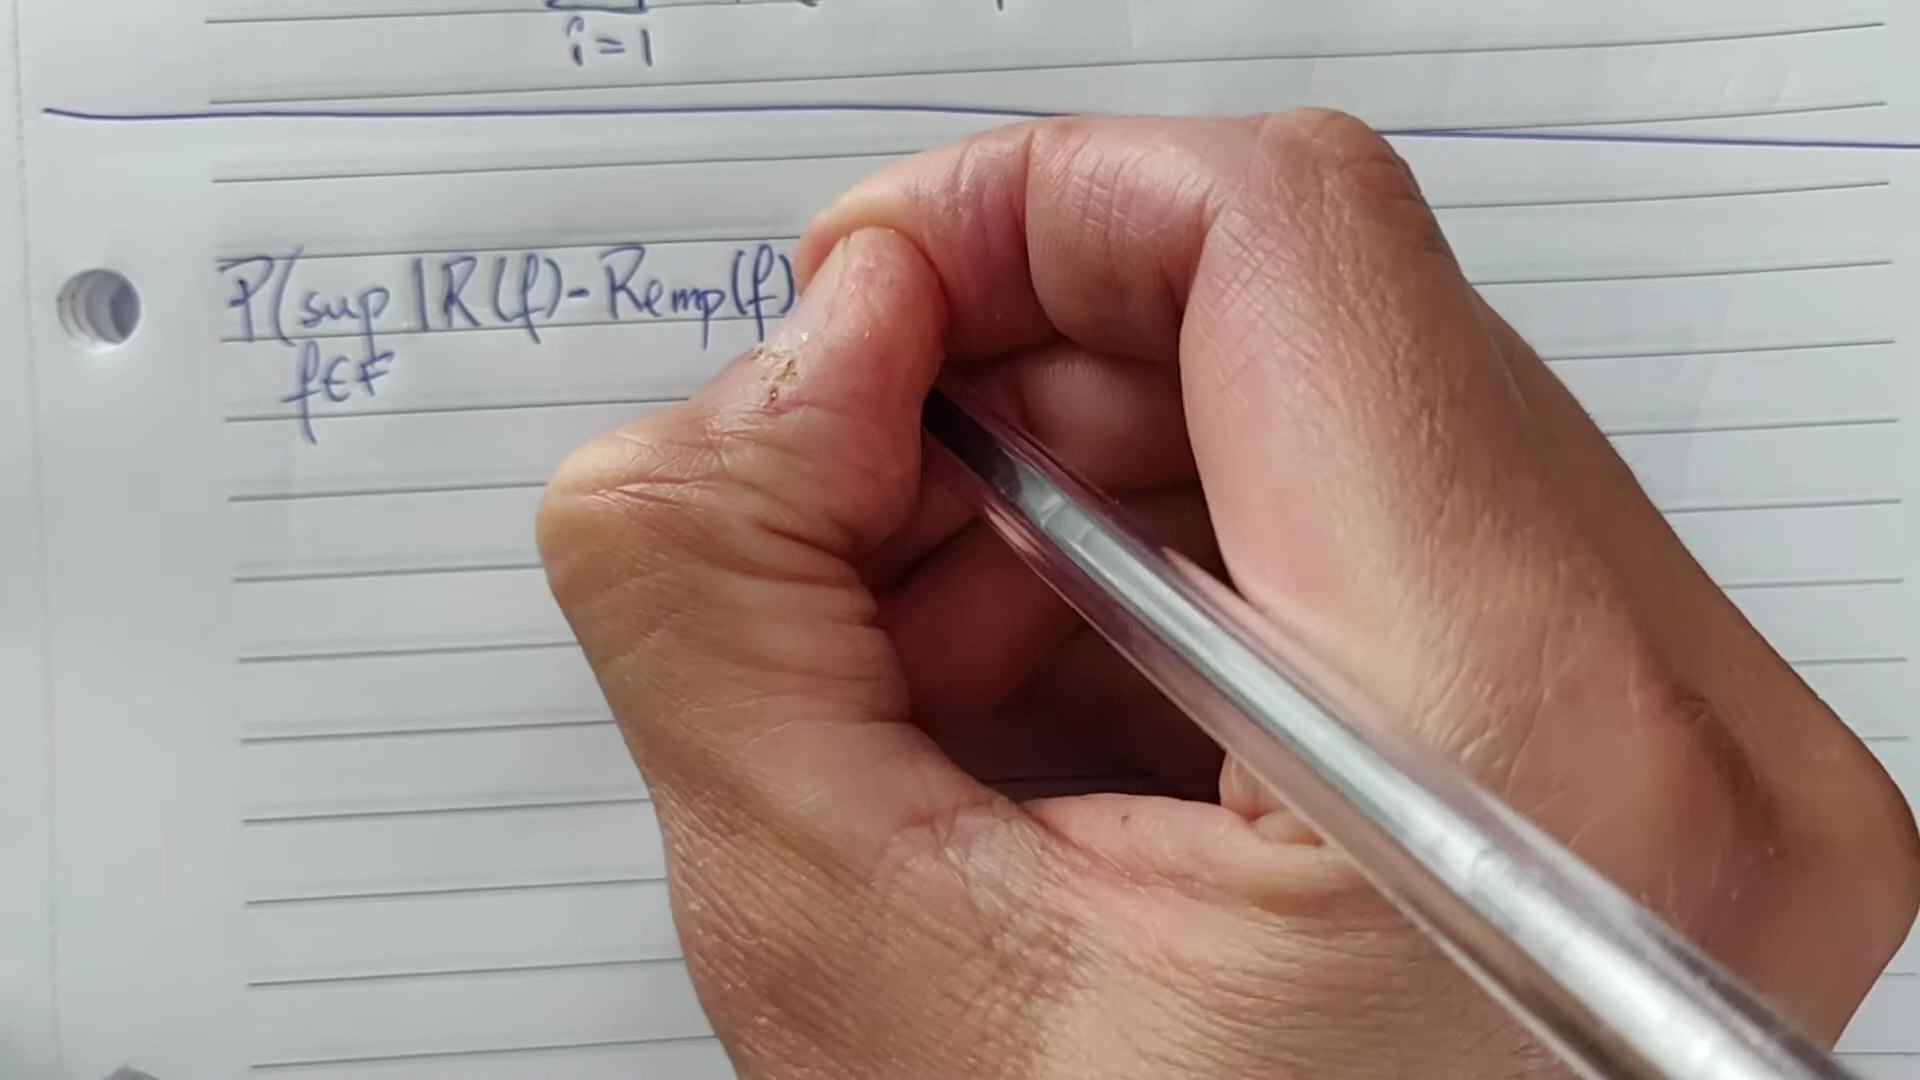 i=1
P(sup |R(f)-Remp(f)
f∈F